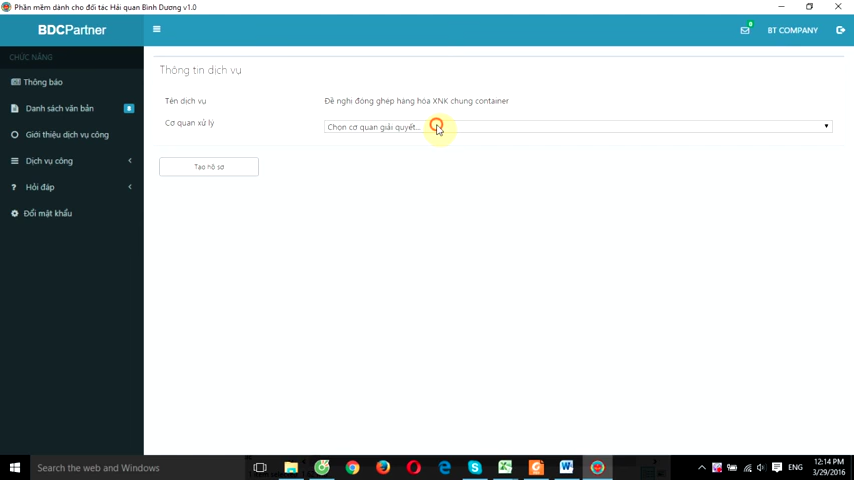 Phần mềm dành cho đối tác Hải quan Bình Dương v1.0
BDCPartner
8
BT COMPANY
CHỨC NĂNG
Thông báo
Danh sách văn bản
8
Giới thiệu dịch vụ công
Dịch vụ công
Hỏi đáp
Đổi mật khẩu
Thông tin dịch vụ
Tên dịch vụ
Đề nghị đóng ghép hàng hóa XNK chung container
Cơ quan xử lý
Chọn cơ quan giải quyết...
Tạo hồ sơ
Search the web and Windows
ENG
12:14 PM
3/29/2016